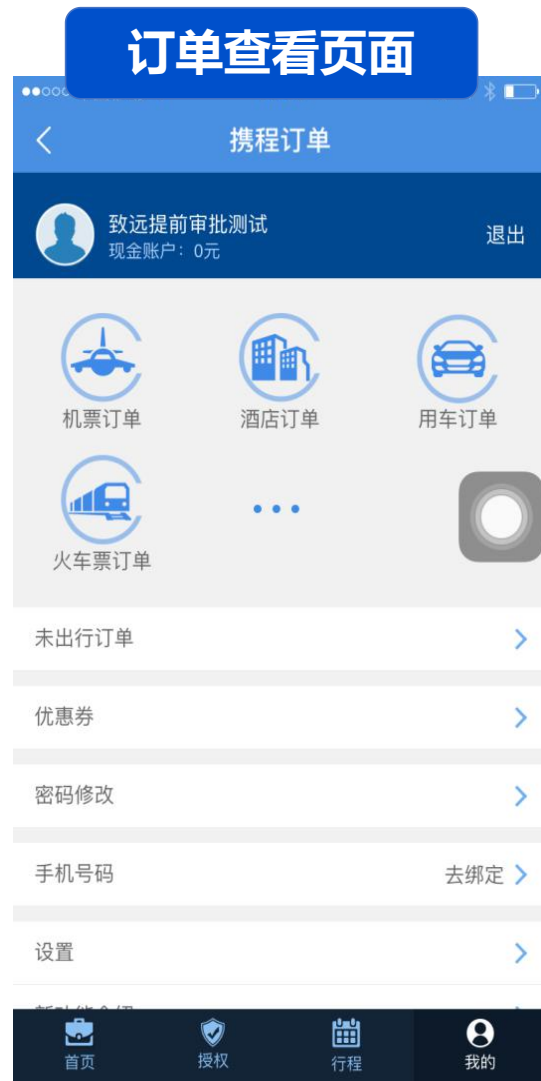 订单查看页面
携程订单
致远提前审批测试
现金账户：0元
退出
机票订单
酒店订单
用车订单
火车票订单
未出行订单
优惠券
密码修改
手机号码
去绑定
设置
首页
授权
行程
我的